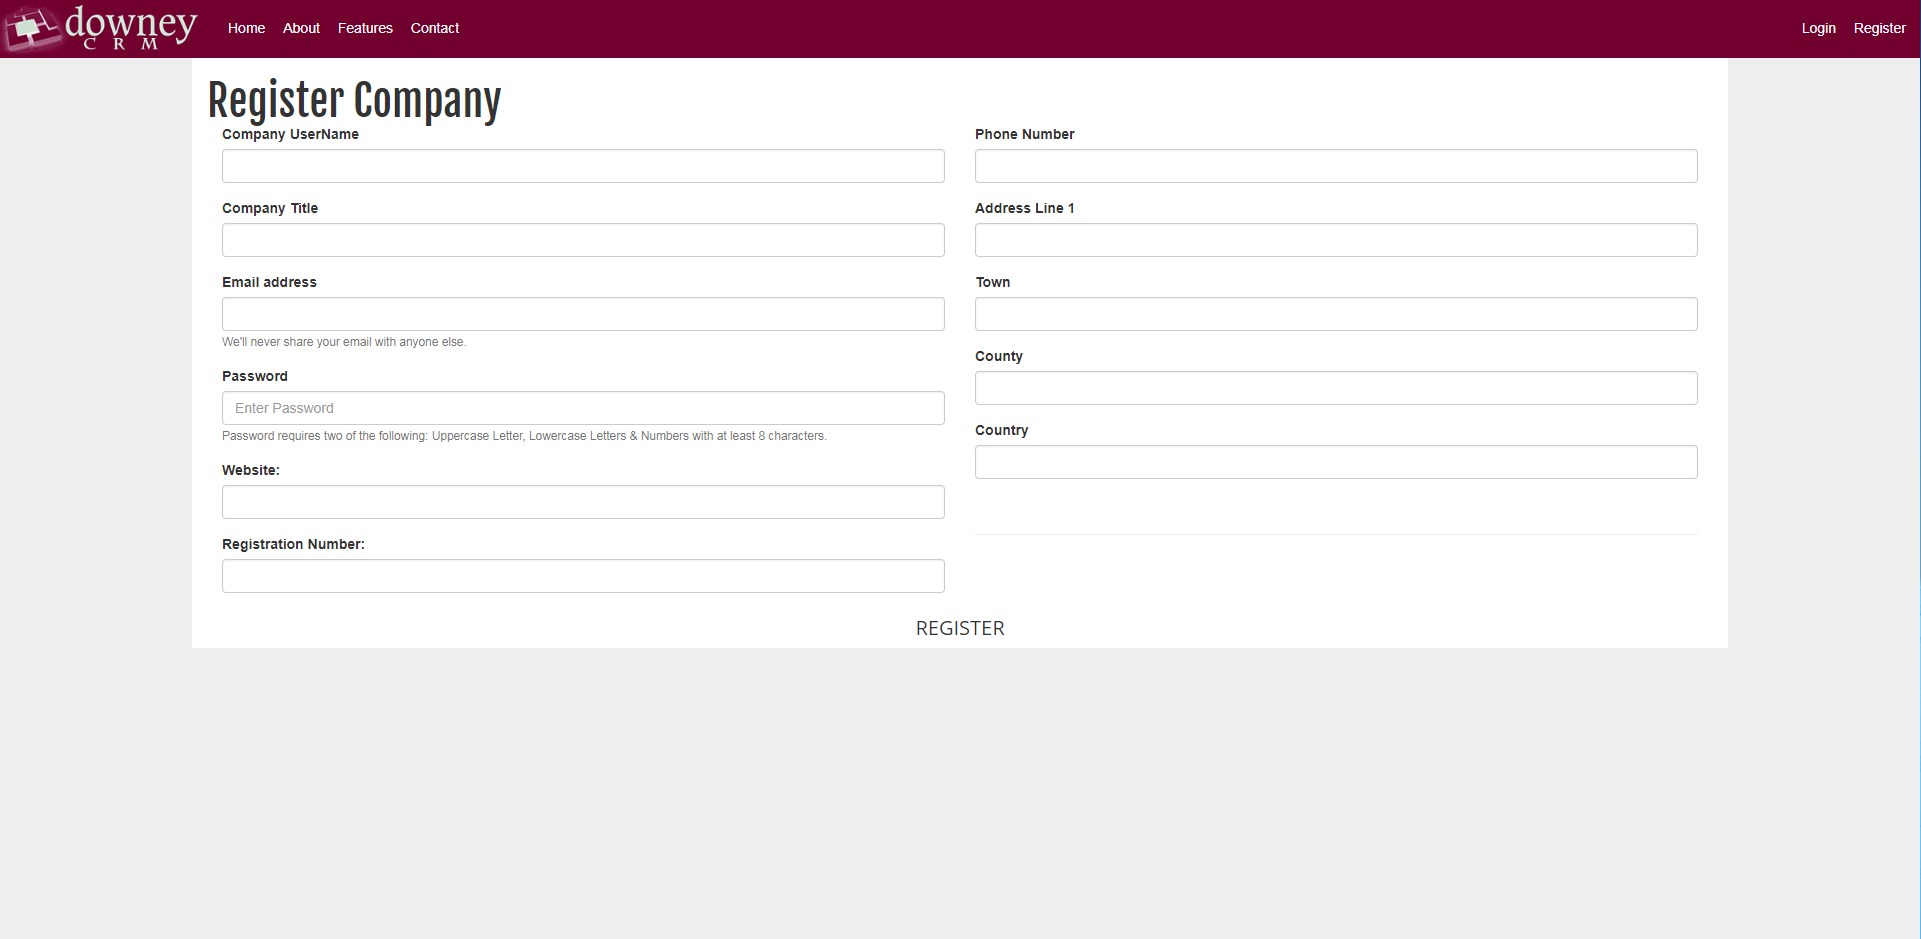 downey
CRM
Home About Features Contact
Login Register
Register Company
Company UserName
Company Title
Email address
We'll never share your email with anyone else.
Password
Enter Password
Password requires two of the following: Uppercase Letter, Lowercase Letters & Numbers with at least 8 characters.
Website:
Registration Number:
Phone Number
Address Line 1
Town
County
Country
REGISTER